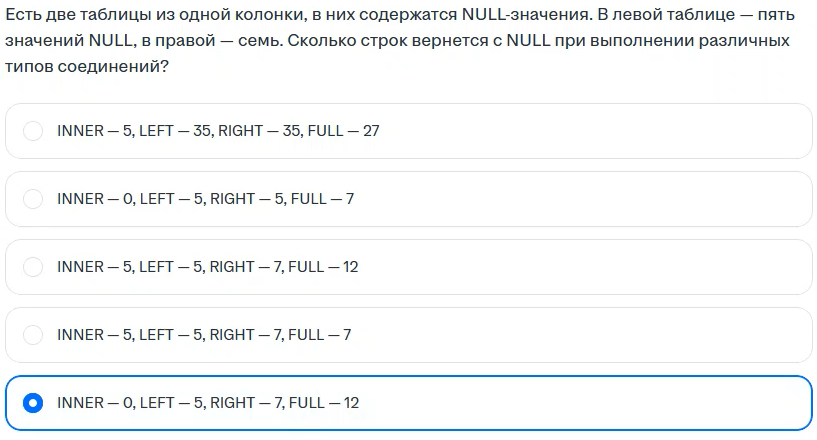 Есть две таблицы из одной колонки, в них содержатся NULL-значения. В левой таблице — пять
значений NULL, в правой — семь. Сколько строк вернется с NULL при выполнении различных
типов соединений?
INNER — 5, LEFT — 35, RIGHT — 35, FULL — 27
INNER — 0, LEFT — 5, RIGHT — 5, FULL — 7
INNER — 5, LEFT — 5, RIGHT — 7, FULL — 12
INNER — 5, LEFT — 5, RIGHT — 7, FULL — 7
INNER — 0, LEFT — 5, RIGHT — 7, FULL — 12